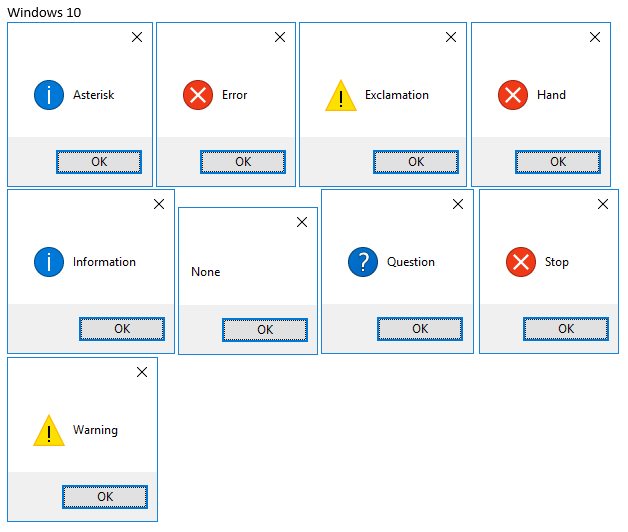 Windows 10
Asterisk
OK
Error
OK
Exclamation
OK
Hand
OK
Information
OK
None
OK
Question
OK
Stop
OK
Warning
OK